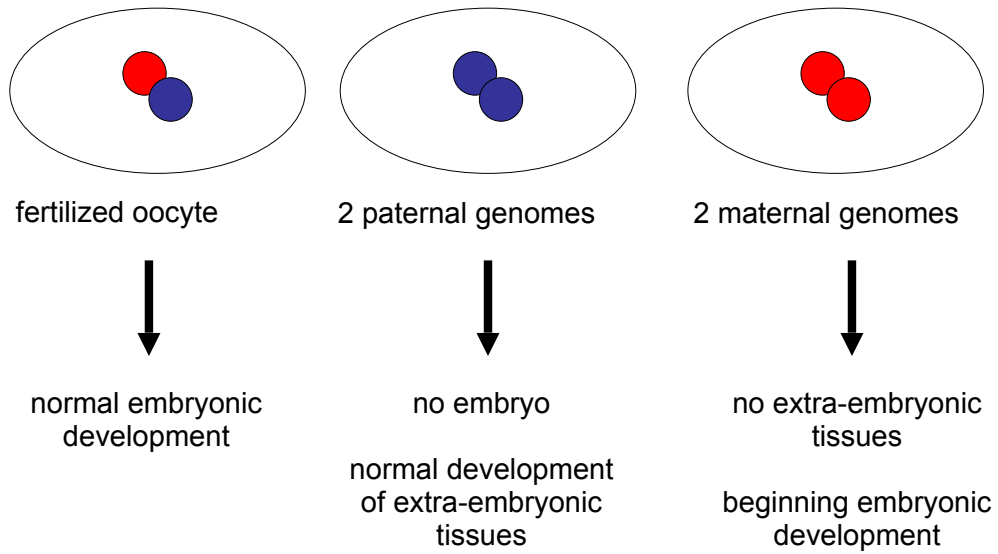 fertilized oocyte
2 paternal genomes
2 maternal genomes
normal embryonic
development
no embryo
normal development
of extra-embryonic
tissues
no extra-embryonic
tissues
beginning embryonic
development